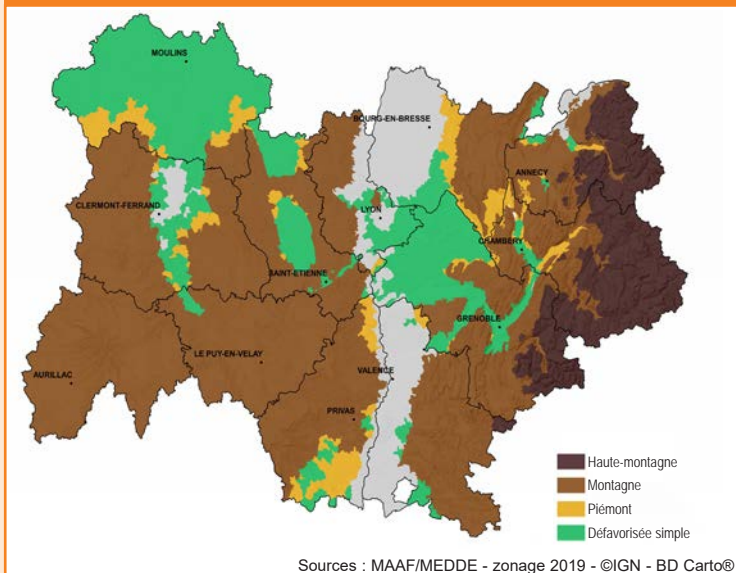 MOULINS
BOURG-EN-BRESSE
ANNECY
CLERMONT-FERRAND
LYON
CHAMBÉRY
SAINT-ETIENNE
GRENOBLE
LE PUY-EN-VELAY
AURILLAC
VALENCE
PRIVAS
Haute-montagne
Montagne
Piémont
Défavorisée simple
Sources : MAAF/MEDDE - zonage 2019 - ©IGN - BD Carto®